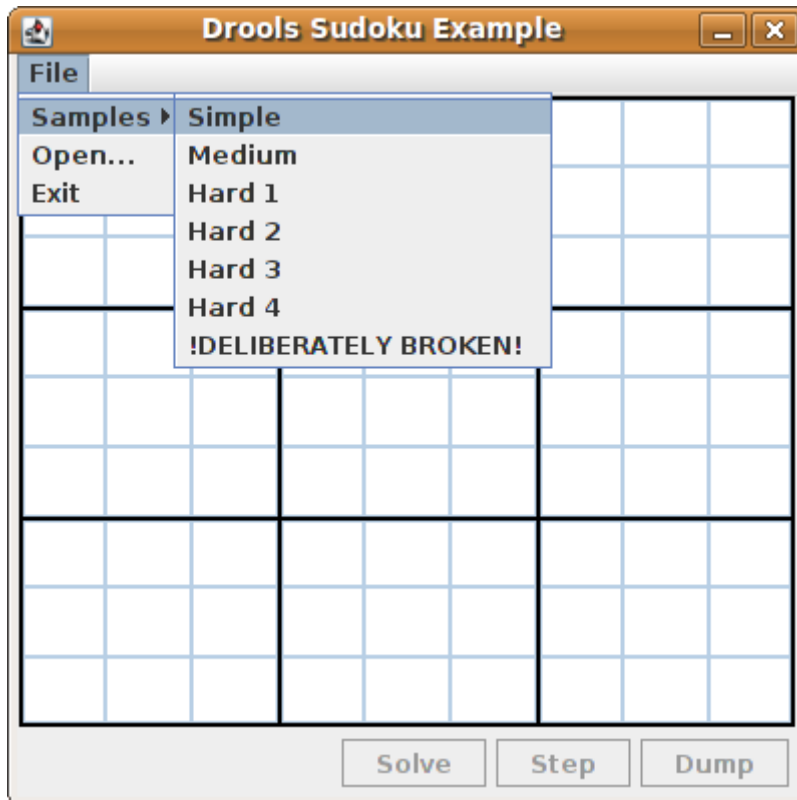 Drools Sudoku Example
File
Samples
Open...
Exit
Simple
Medium
Hard 1
Hard 2
Hard 3
Hard 4
!DELIBERATELY BROKEN!
Solve
Step
Dump